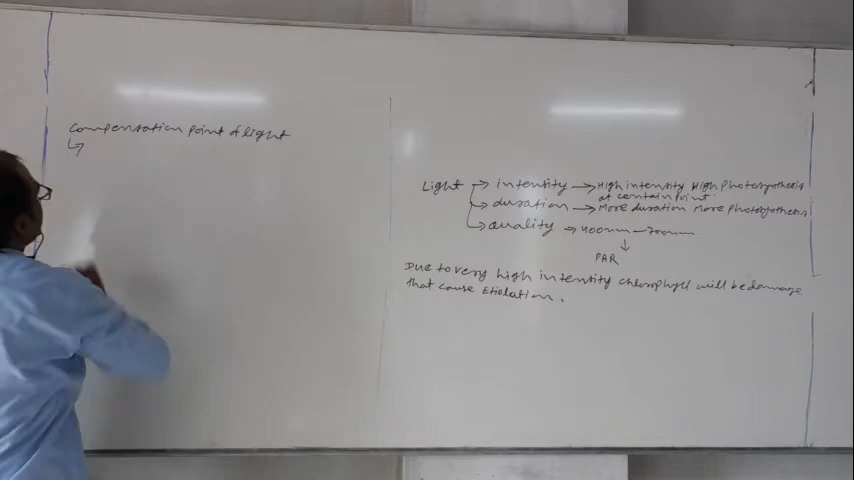 Compensation point of light
Light → intensity → High intensity High Photosynthesis
at certain point
→ duration → More duration More photosynthesis
→ quality → 400nm – 700nm
↓
PAR
Due to very high intensity chlorophyll will be damage
that cause Etiolation.